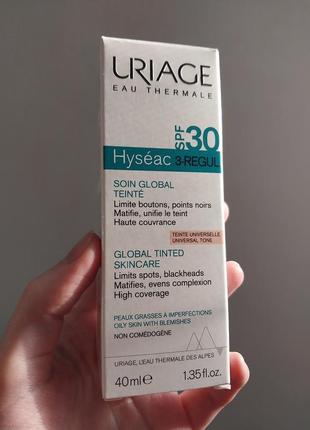 URIAGE
EAU THERMALE
SPF 30
Hyséac 3-REGUL
SOIN GLOBAL
TEINTÉ
Limite boutons, points noirs
Matifie, unifie le teint
Haute couvrance
TEINTE UNIVERSELLE
UNIVERSAL TONE
GLOBAL TINTED
SKINCARE
Limits spots, blackheads
Matifies, evens complexion
High coverage
PEAUX GRASSES À IMPERFECTIONS
OILY SKIN WITH BLEMISHES
NON COMÉDOGÈNE
URIAGE, L'EAU THERMALE DES ALPES
40ml e 1.35fl.oz.